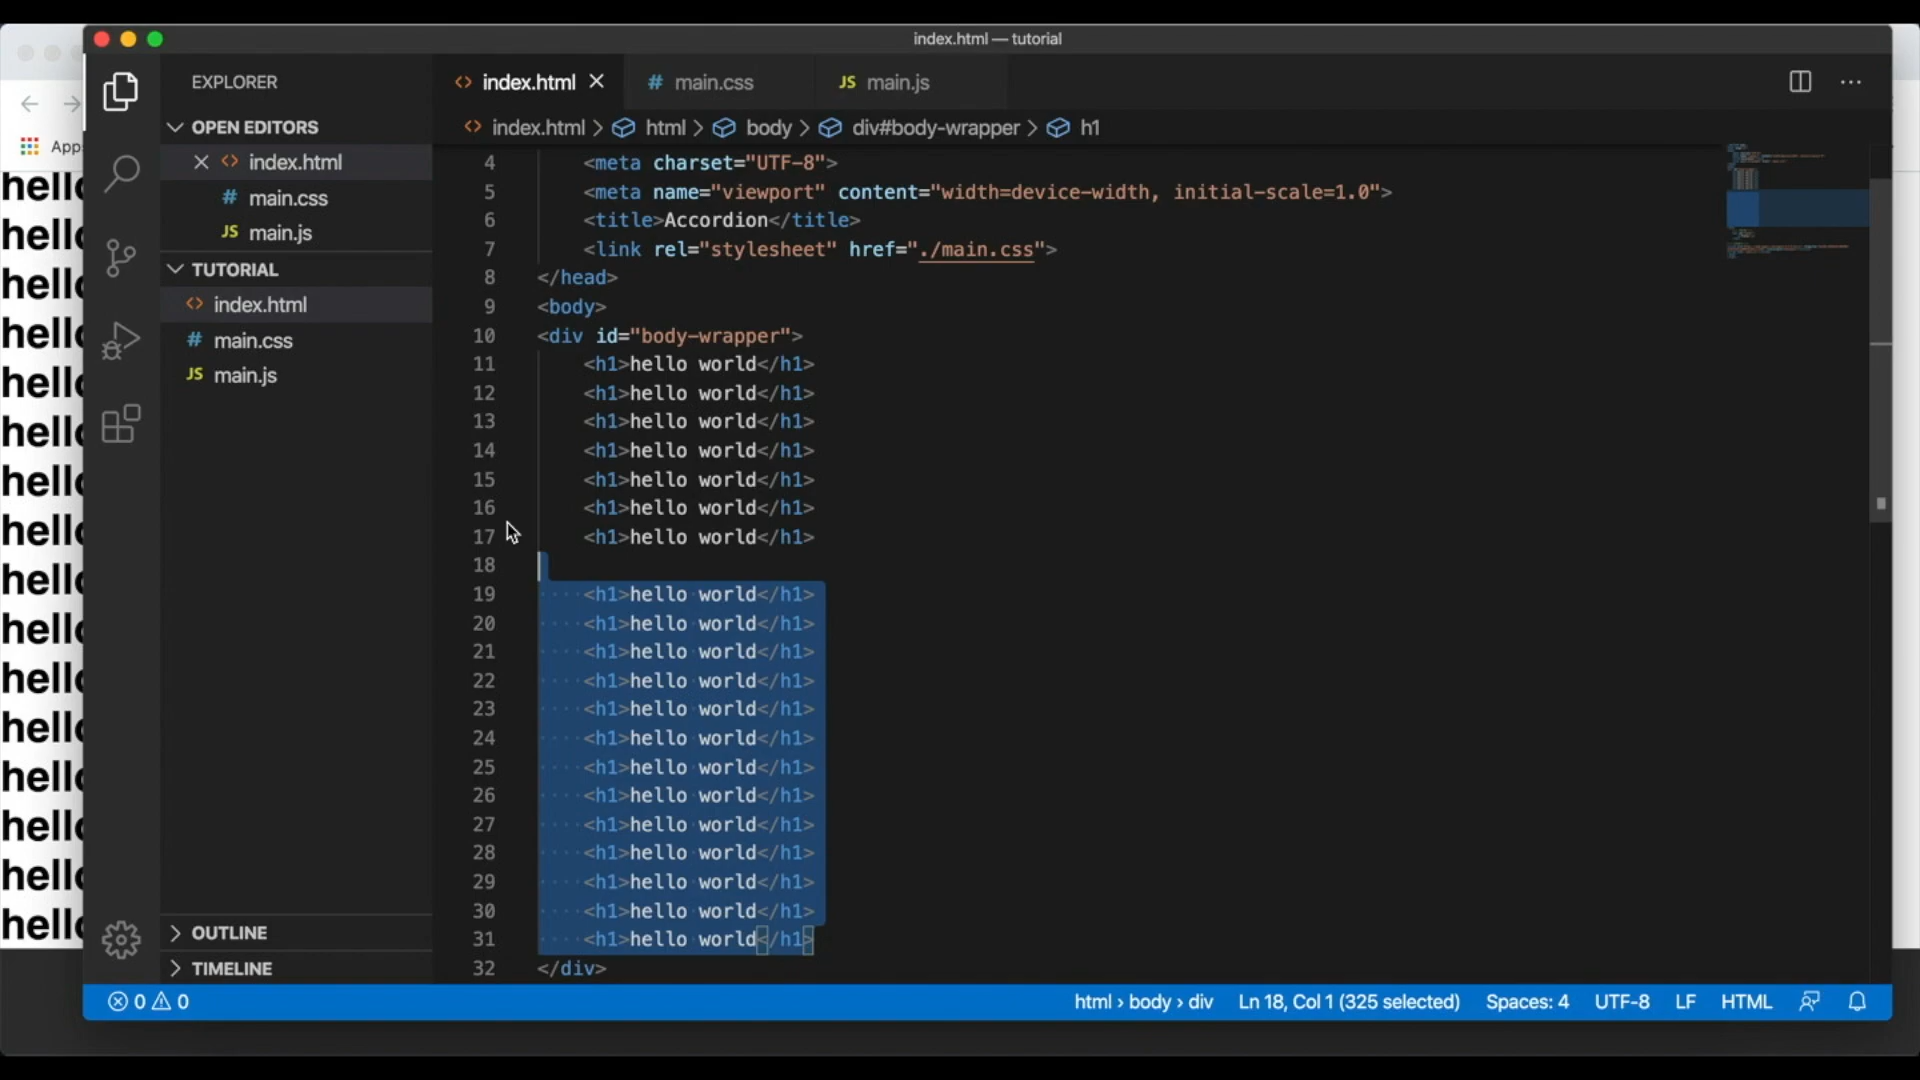 index.html — tutorial
EXPLORER
index.html
main.css
JS main.js
OPEN EDITORS
index.html > html > body > div#body-wrapper > h1
index.html
# main.css
JS main.js
TUTORIAL
index.html
# main.css
JS main.js
OUTLINE
TIMELINE
4 <meta charset="UTF-8">
5 <meta name="viewport" content="width=device-width, initial-scale=1.0">
6 <title>Accordion</title>
7 <link rel="stylesheet" href="./main.css">
8 </head>
9 <body>
10 <div id="body-wrapper">
11 <h1>hello world</h1>
12 <h1>hello world</h1>
13 <h1>hello world</h1>
14 <h1>hello world</h1>
15 <h1>hello world</h1>
16 <h1>hello world</h1>
17 <h1>hello world</h1>
18
19 <h1>hello world</h1>
20 <h1>hello world</h1>
21 <h1>hello world</h1>
22 <h1>hello world</h1>
23 <h1>hello world</h1>
24 <h1>hello world</h1>
25 <h1>hello world</h1>
26 <h1>hello world</h1>
27 <h1>hello world</h1>
28 <h1>hello world</h1>
29 <h1>hello world</h1>
30 <h1>hello world</h1>
31 <h1>hello world</h1>
32 </div>
0 0 html > body > div Ln 18, Col 1 (325 selected) Spaces: 4 UTF-8 LF HTML